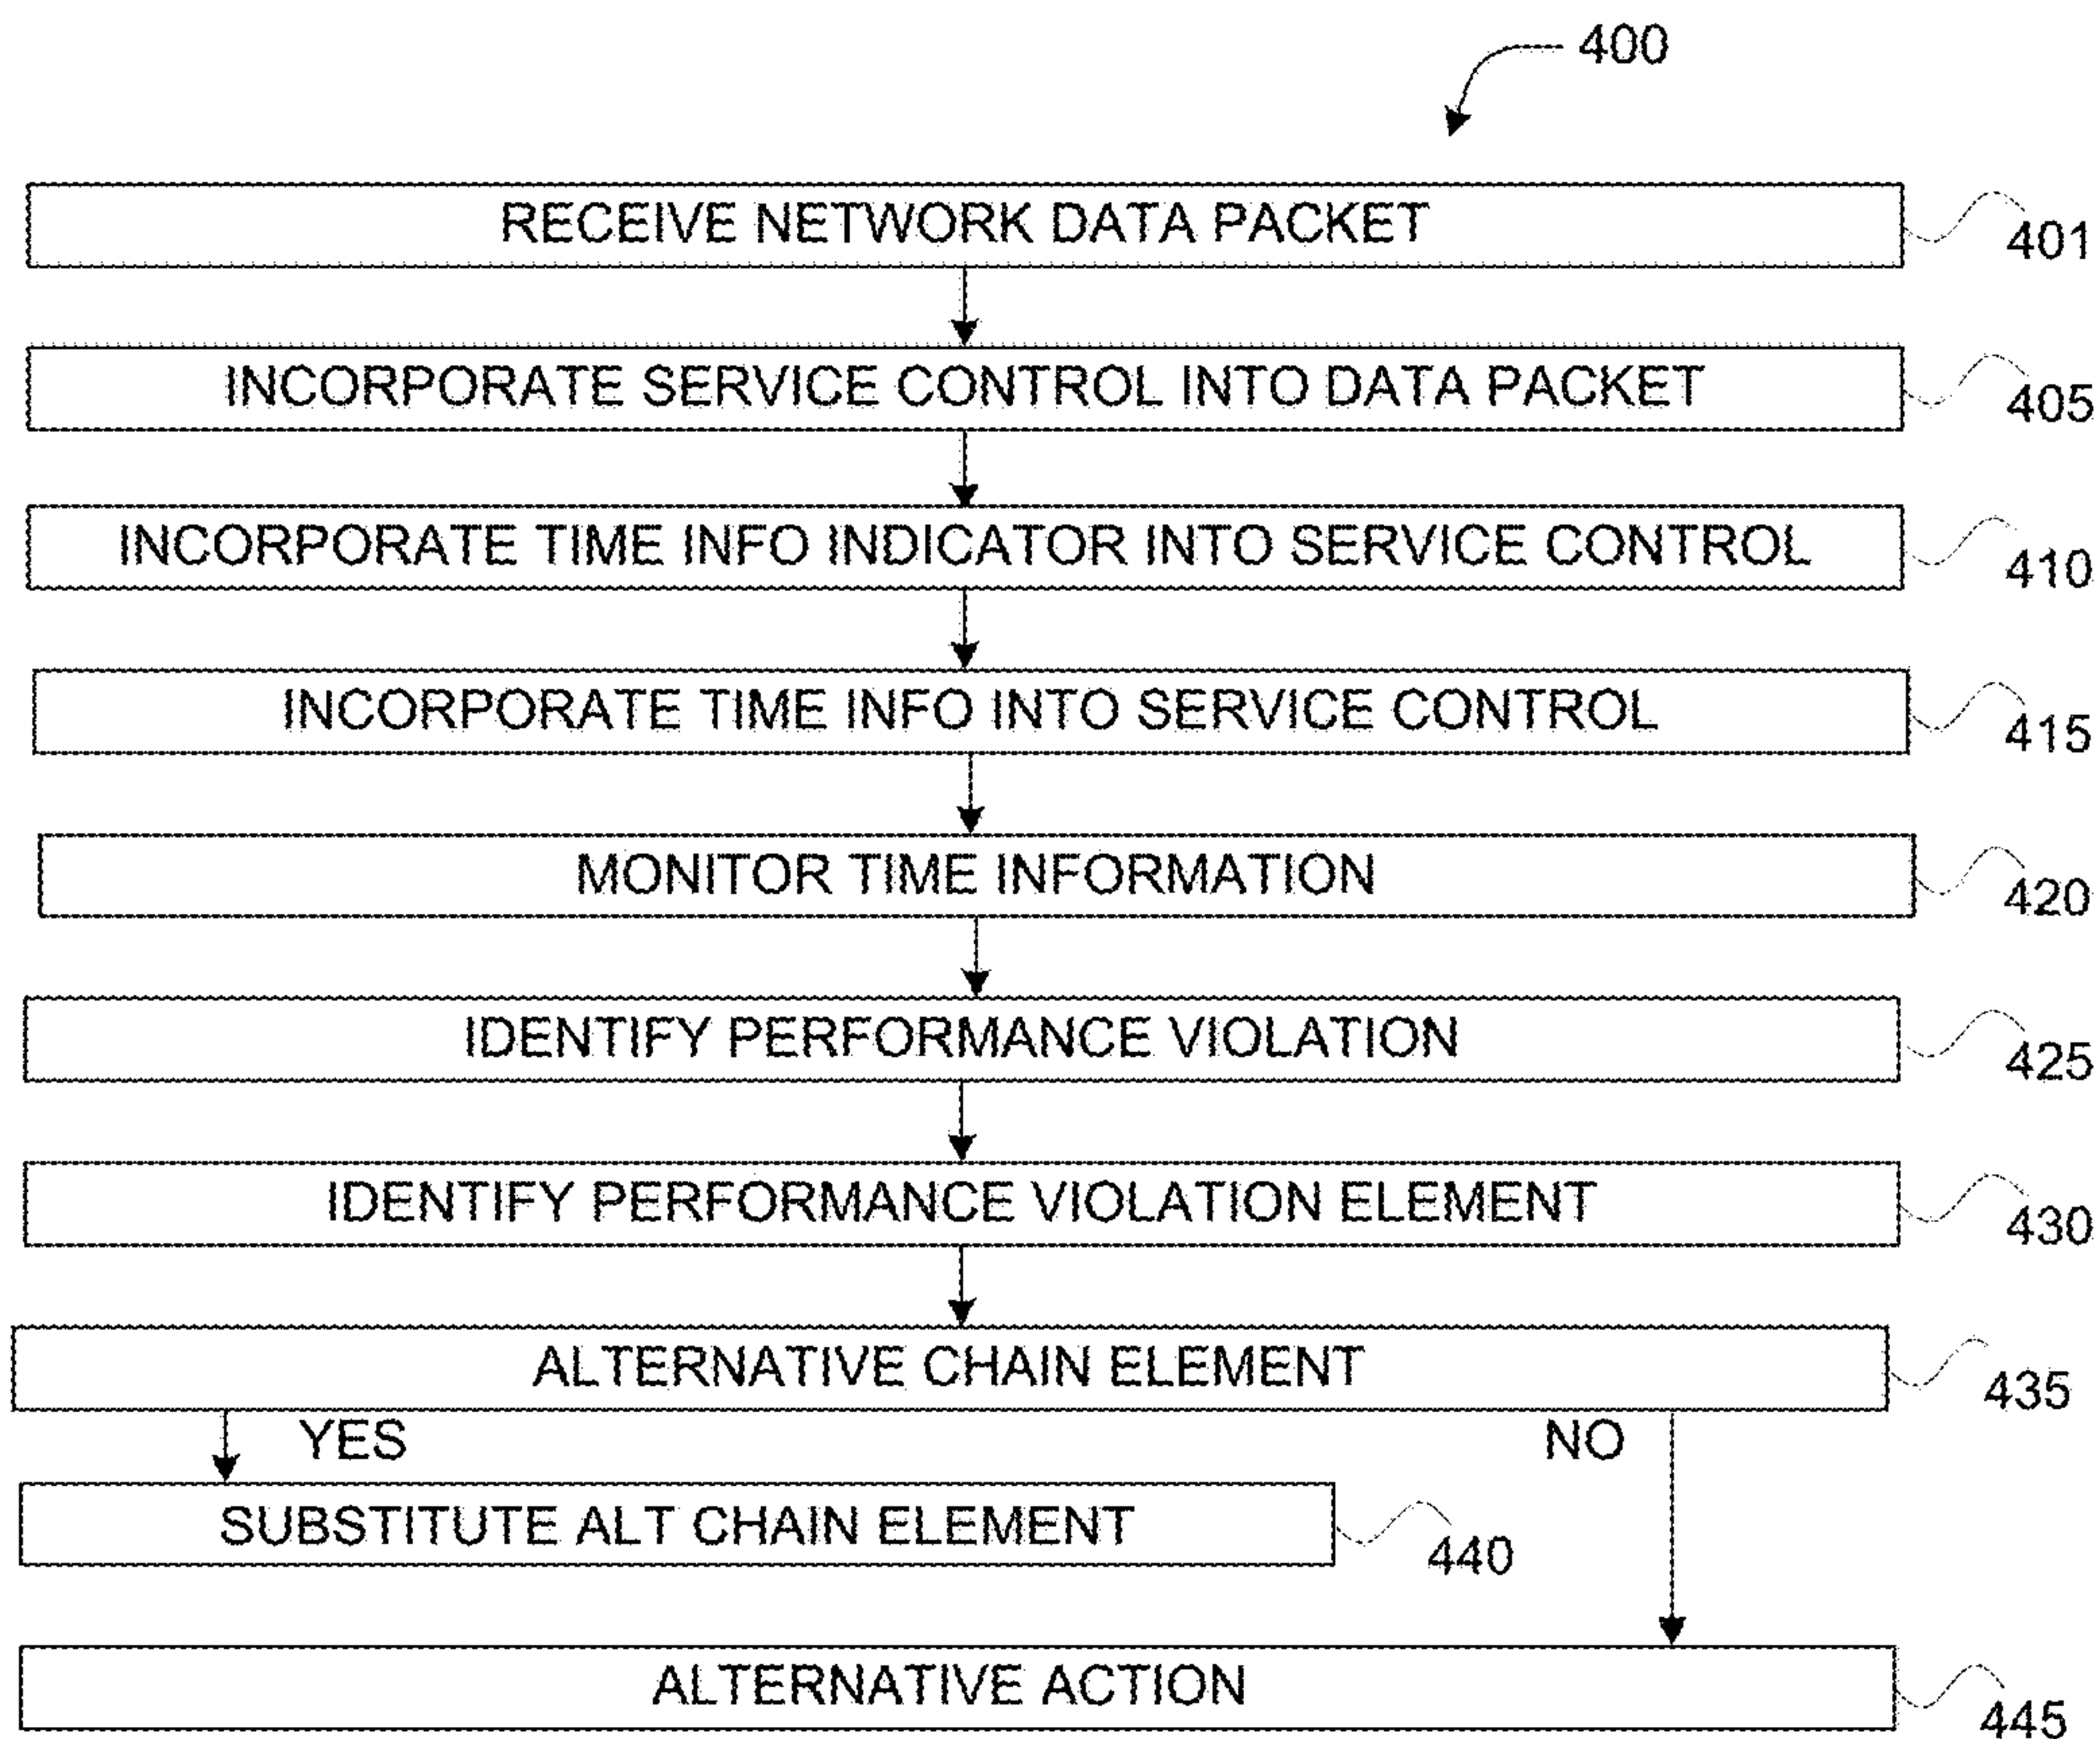 400
RECEIVE NETWORK DATA PACKET
401
INCORPORATE SERVICE CONTROL INTO DATA PACKET
405
INCORPORATE TIME INFO INDICATOR INTO SERVICE CONTROL
410
INCORPORATE TIME INFO INTO SERVICE CONTROL
415
MONITOR TIME INFORMATION
420
IDENTIFY PERFORMANCE VIOLATION
425
IDENTIFY PERFORMANCE VIOLATION ELEMENT
430
ALTERNATIVE CHAIN ELEMENT
435
YES
NO
SUBSTITUTE ALT CHAIN ELEMENT
440
ALTERNATIVE ACTION
445